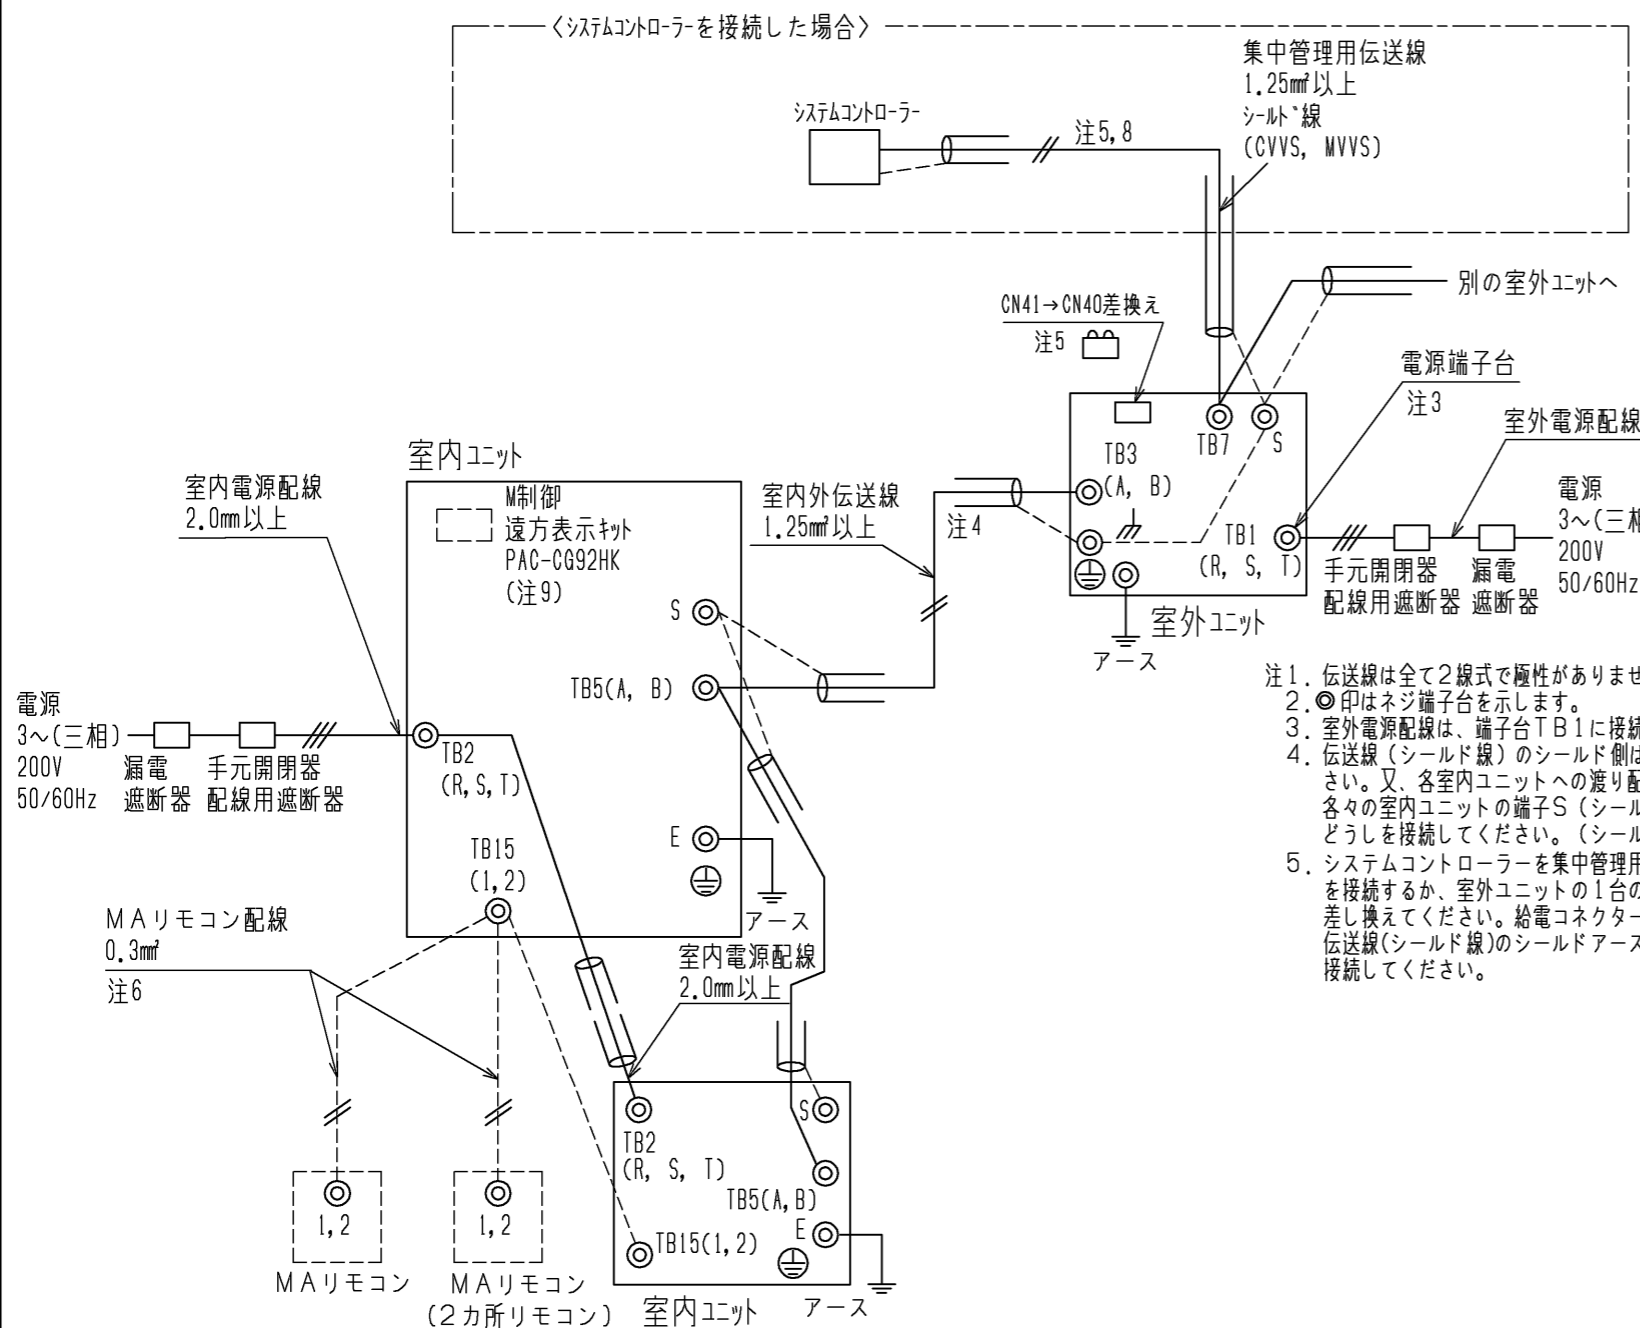 〈システムコントローラーを接続した場合〉
集中管理用伝送線
1.25㎟以上
シールド線
(CVVS, MVVS)
システムコントローラー
注5,8
別の室外ユニットへ
CN41→CN40差換え
注5
電源端子台
注3
室外電源配線
TB7
S
TB3
(A, B)
TB1
(R, S, T)
電源
3〜(三相
200V
50/60Hz
手元開閉器
配線用遮断器
漏電
遮断器
室外ユニット
アース
室内ユニット
室内電源配線
2.0mm以上
M制御
遠方表示キット
PAC-CG92HK
(注9)
室内外伝送線
1.25㎟以上
注4
S
TB5(A, B)
電源
3〜(三相)
200V
50/60Hz
漏電
遮断器
手元開閉器
配線用遮断器
TB2
(R,S,T)
E
TB15
(1,2)
アース
MAリモコン配線
0.3㎟
注6
室内電源配線
2.0mm以上
S
TB2
(R, S, T)
TB5(A,B)
E
TB15(1,2)
1,2
1,2
MAリモコン
MAリモコン
(2カ所リモコン)
室内ユニット
アース
注1. 伝送線は全て2線式で極性がありませ
2.◎印はネジ端子台を示します。
3. 室外電源配線は、端子台TB1に接続
4. 伝送線(シールド線)のシールド側は
さい。又、各室内ユニットへの渡り配
各々の室内ユニットの端子S(シール
どうしを接続してください。(シール
5. システムコントローラーを集中管理用
を接続するか、室外ユニットの1台の
差し換えてください。給電コネクター
伝送線(シールド線)のシールドアース
接続してください。